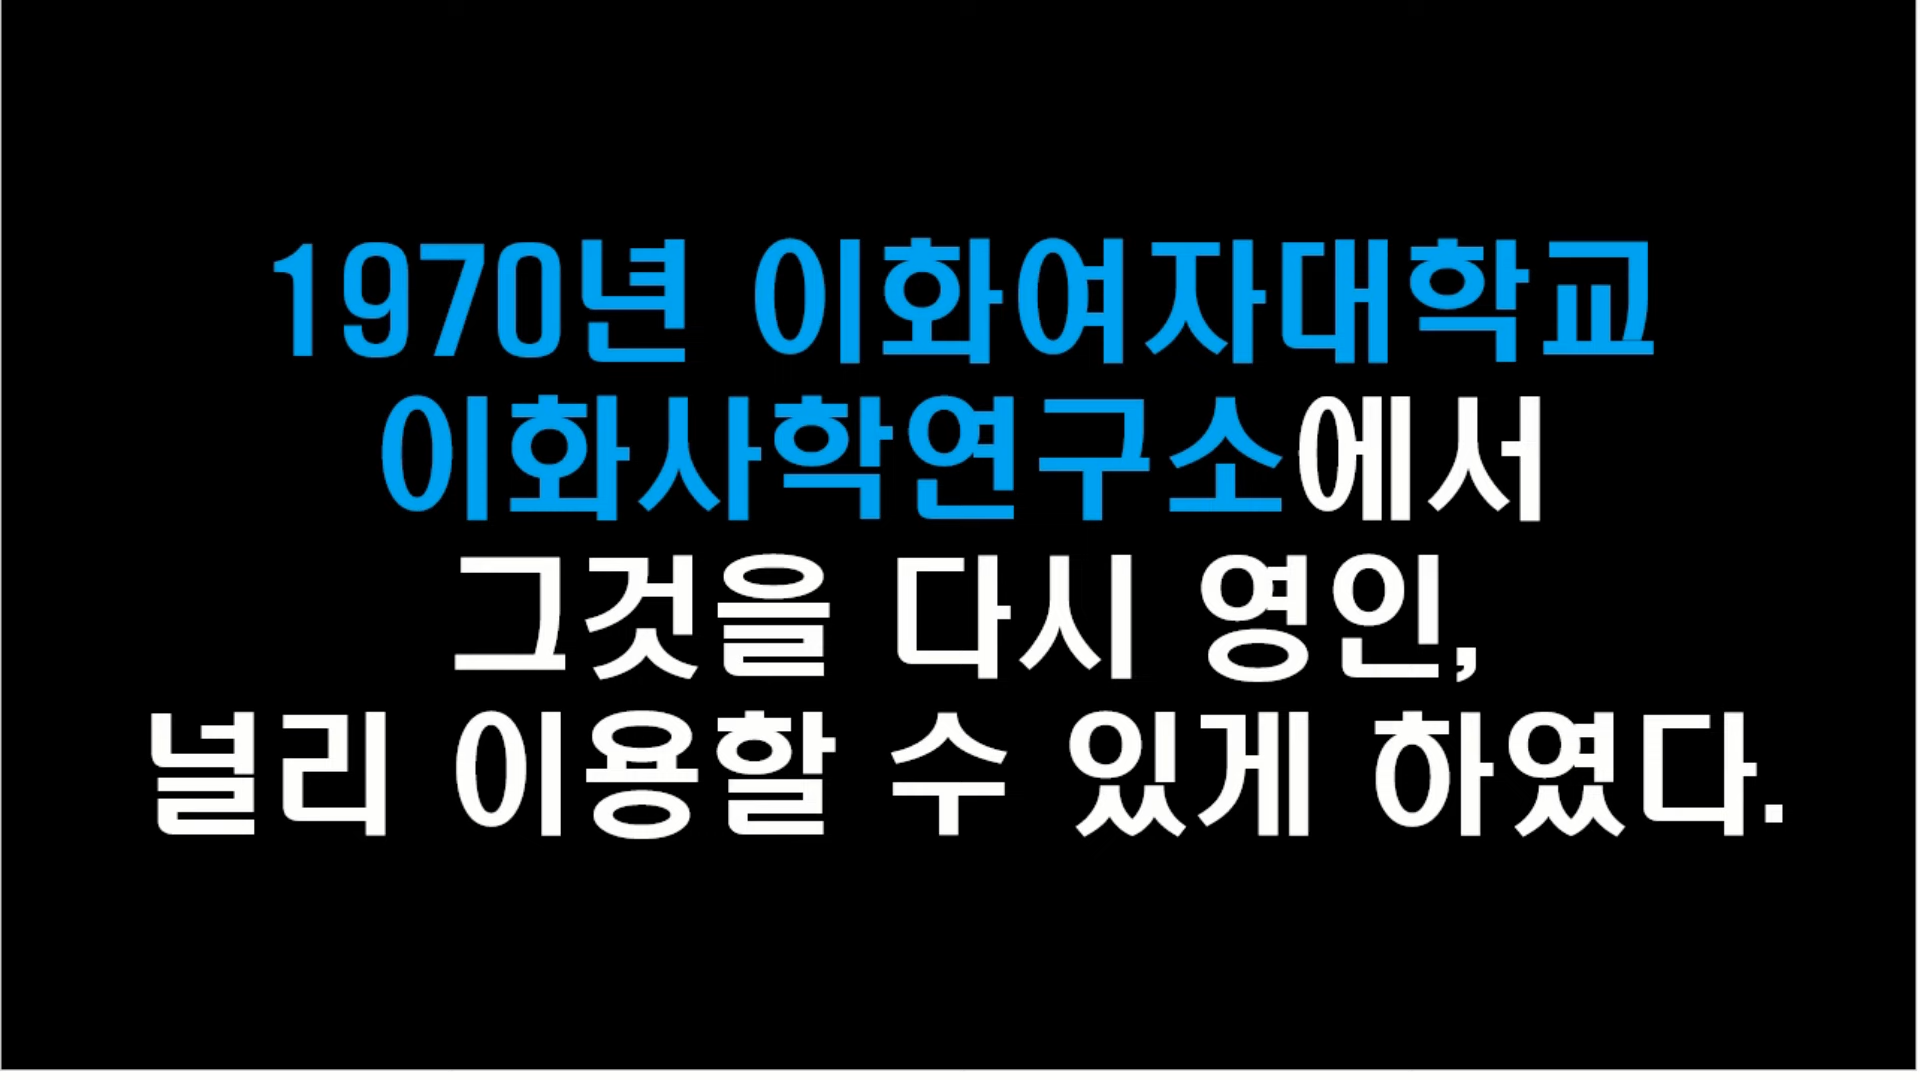 1970년 이화여자대학교
이화사학연구소에서
그것을 다시 영인,
널리 이용할 수 있게 하였다.